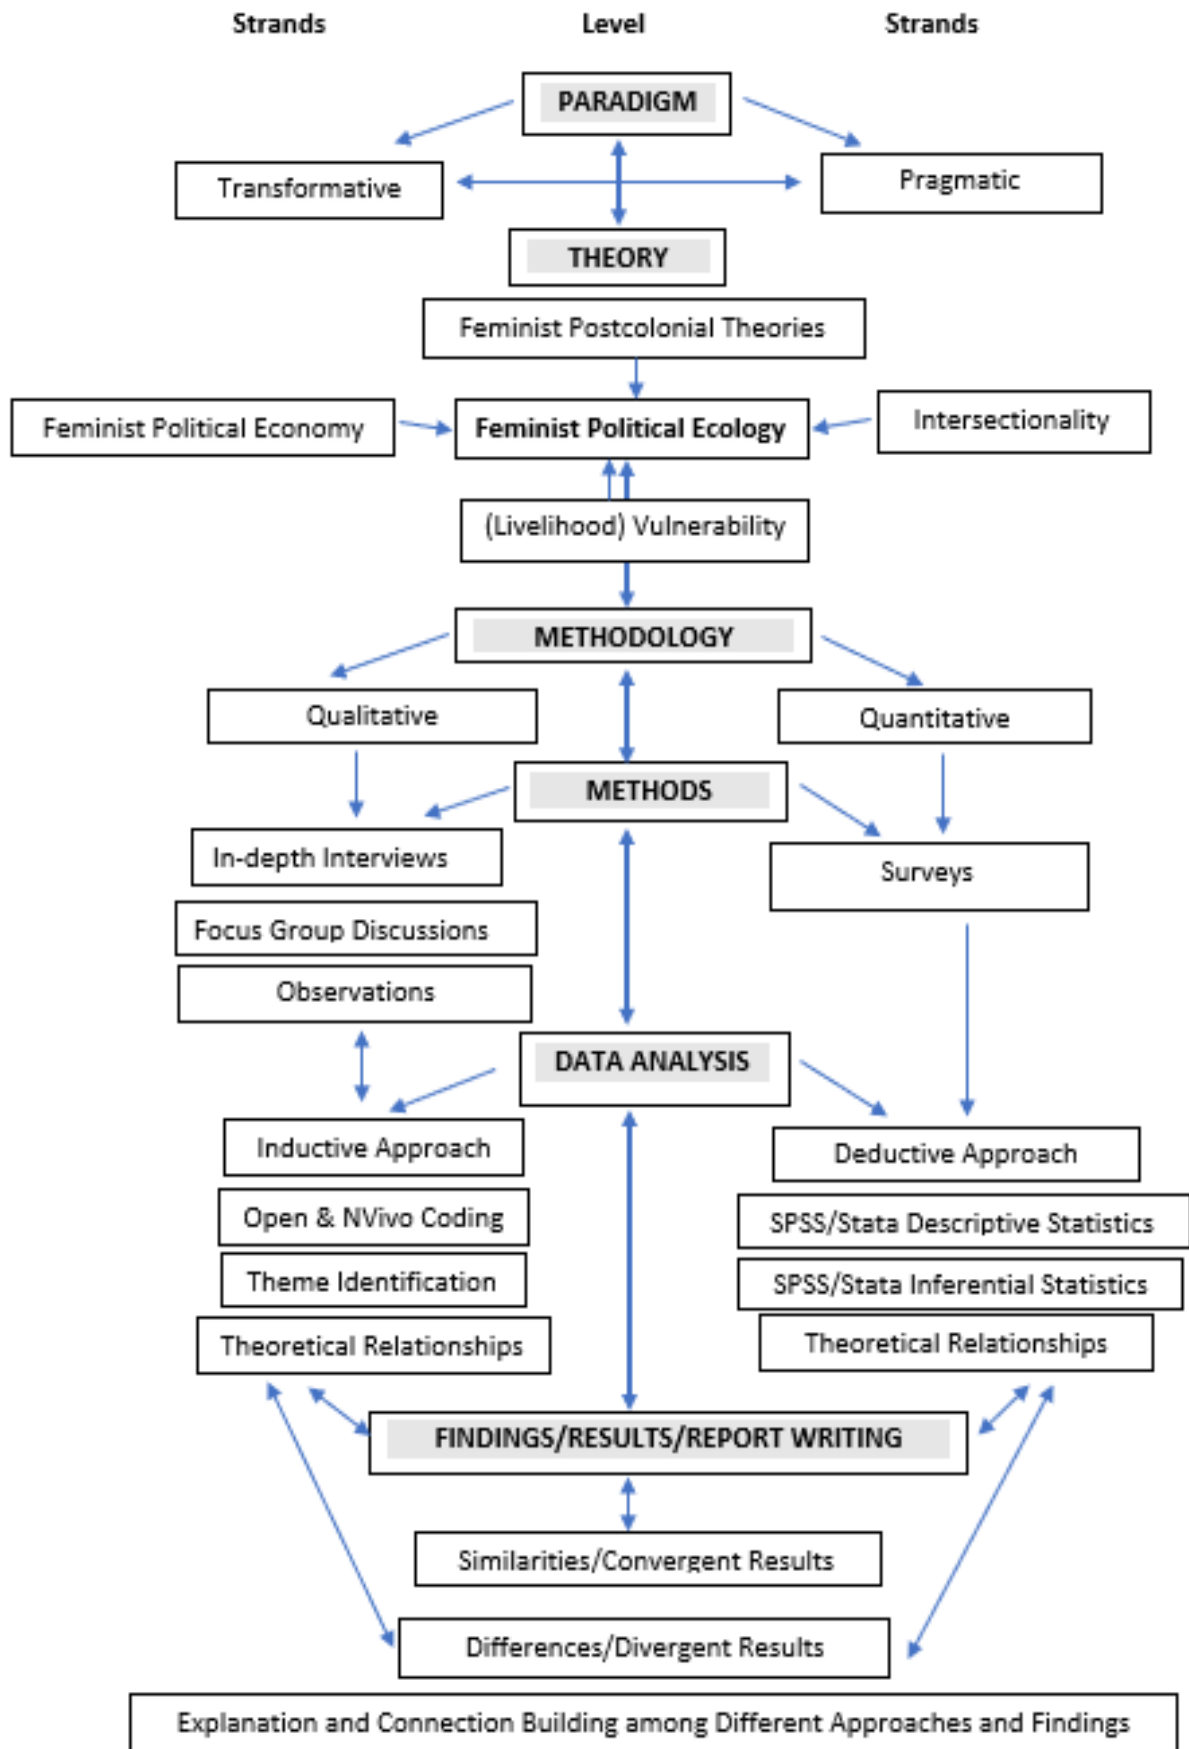 Strands Level Strands
PARADIGM
Transformative Pragmatic
THEORY
Feminist Postcolonial Theories
Feminist Political Economy Feminist Political Ecology Intersectionality
(Livelihood) Vulnerability
METHODOLOGY
Qualitative Quantitative
METHODS
In-depth Interviews Surveys
Focus Group Discussions
Observations
DATA ANALYSIS
Inductive Approach Deductive Approach
Open & NVivo Coding SPSS/Stata Descriptive Statistics
Theme Identification SPSS/Stata Inferential Statistics
Theoretical Relationships Theoretical Relationships
FINDINGS/RESULTS/REPORT WRITING
Similarities/Convergent Results
Differences/Divergent Results
Explanation and Connection Building among Different Approaches and Findings